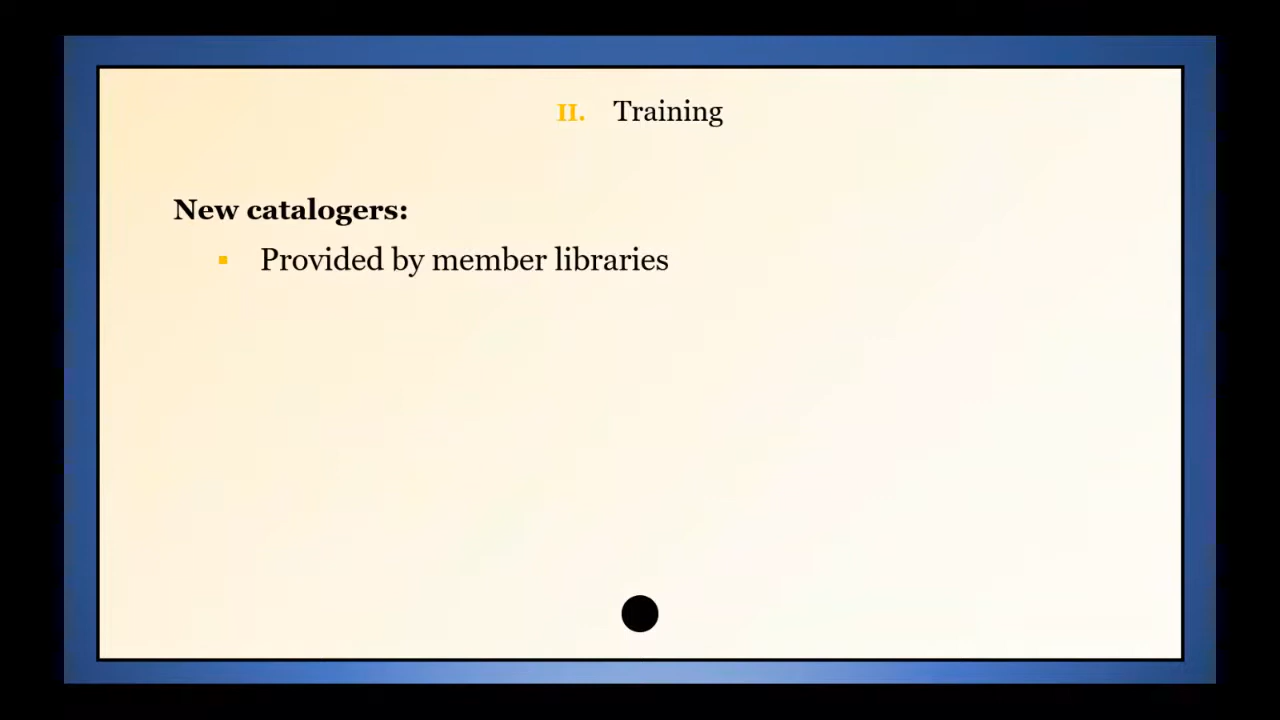 II. Training
New catalogers:
▪ Provided by member libraries